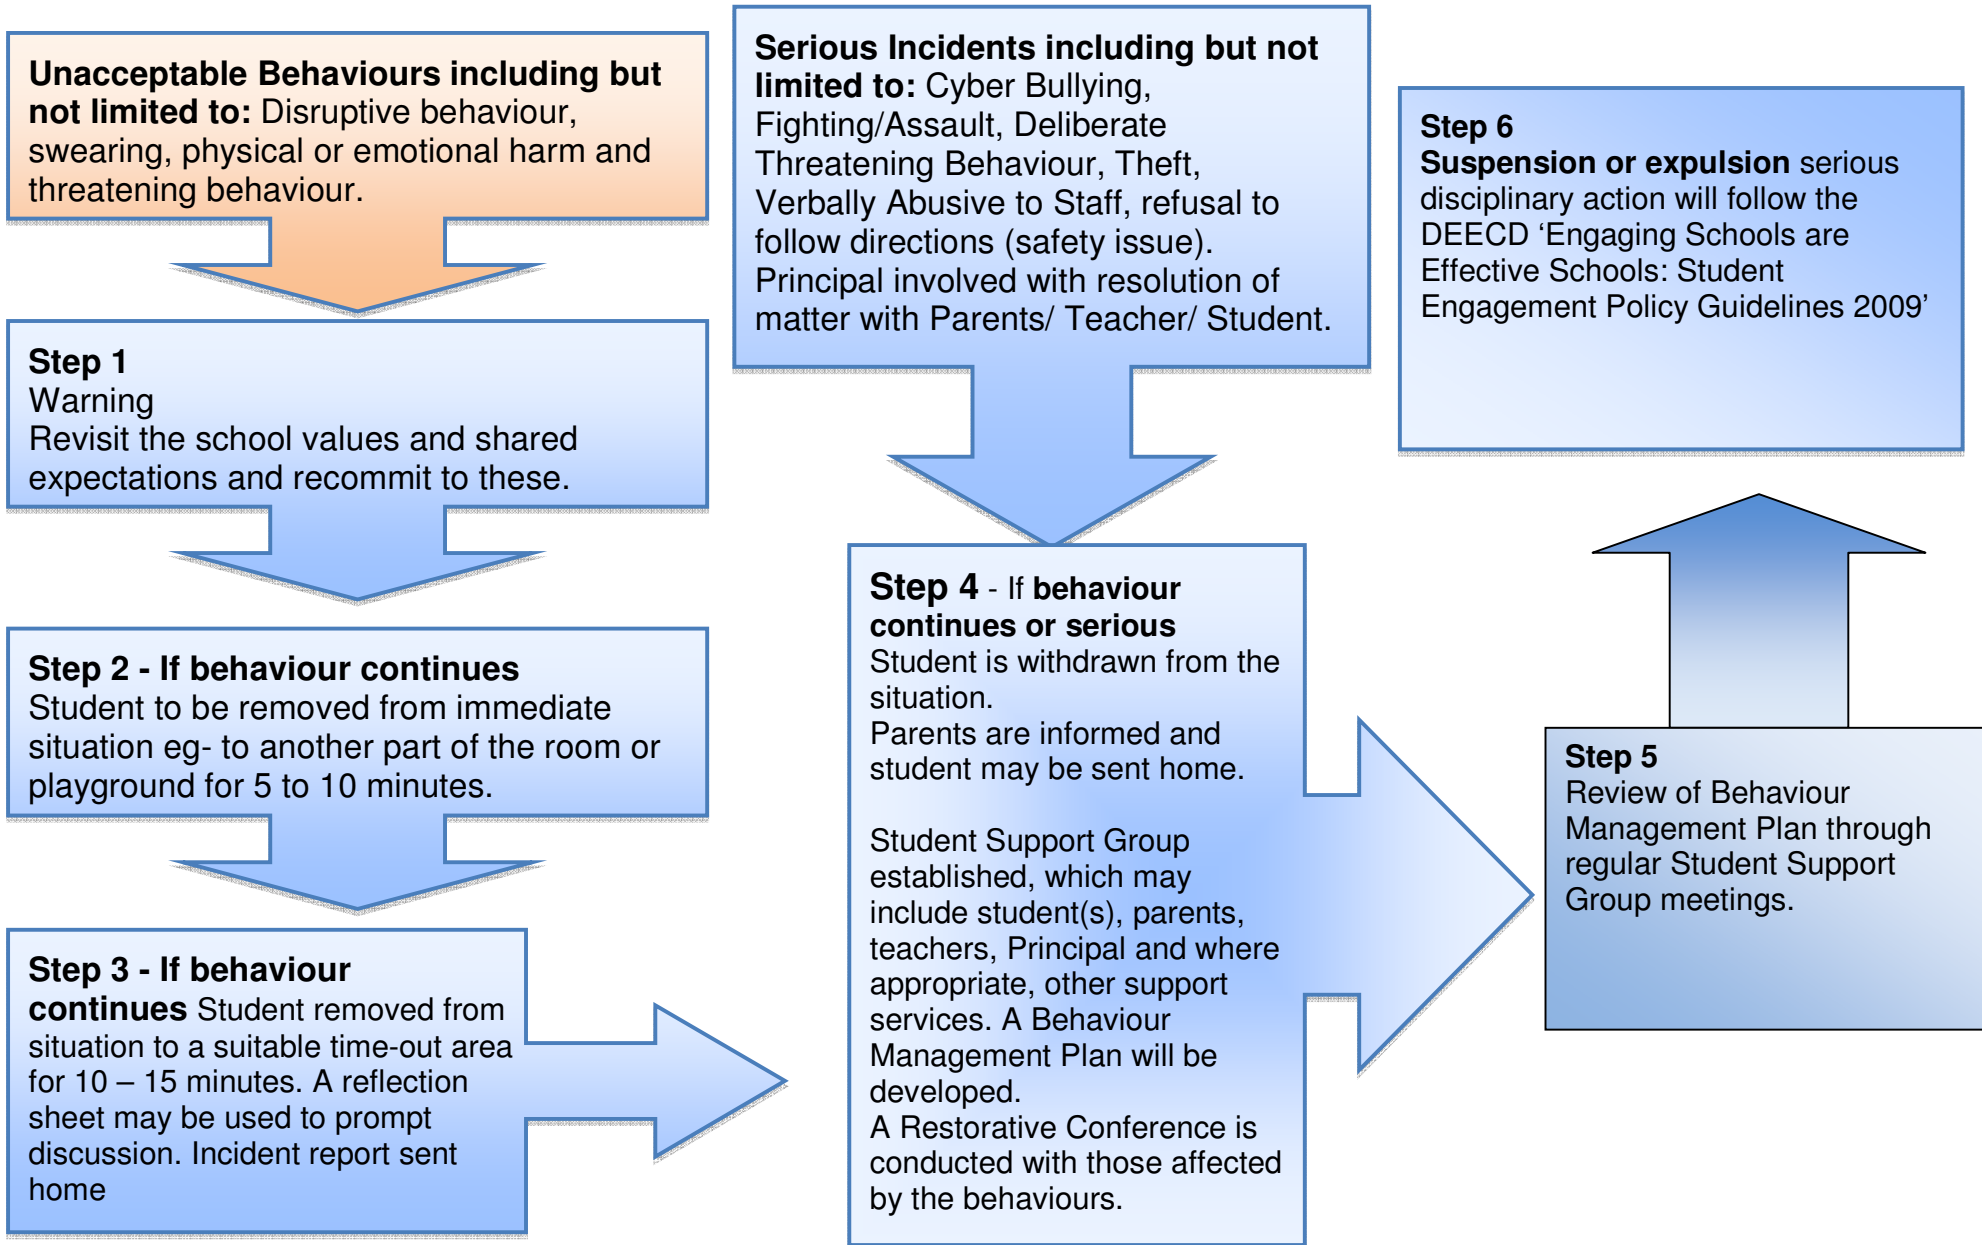 Unacceptable Behaviours including but
not limited to: Disruptive behaviour,
swearing, physical or emotional harm and
threatening behaviour.
Step 1
Warning
Revisit the school values and shared
expectations and recommit to these.
Step 2 - If behaviour continues
Student to be removed from immediate
situation eg- to another part of the room or
playground for 5 to 10 minutes.
Step 3 - If behaviour
continues Student removed from
situation to a suitable time-out area
for 10 – 15 minutes. A reflection
sheet may be used to prompt
discussion. Incident report sent
home
Serious Incidents including but not
limited to: Cyber Bullying,
Fighting/Assault, Deliberate
Threatening Behaviour, Theft,
Verbally Abusive to Staff, refusal to
follow directions (safety issue).
Principal involved with resolution of
matter with Parents/ Teacher/ Student.
Step 4 - If behaviour
continues or serious
Student is withdrawn from the
situation.
Parents are informed and
student may be sent home.
Student Support Group
established, which may
include student(s), parents,
teachers, Principal and where
appropriate, other support
services. A Behaviour
Management Plan will be
developed.
A Restorative Conference is
conducted with those affected
by the behaviours.
Step 5
Review of Behaviour
Management Plan through
regular Student Support
Group meetings.
Step 6
Suspension or expulsion serious
disciplinary action will follow the
DEECD ‘Engaging Schools are
Effective Schools: Student
Engagement Policy Guidelines 2009’